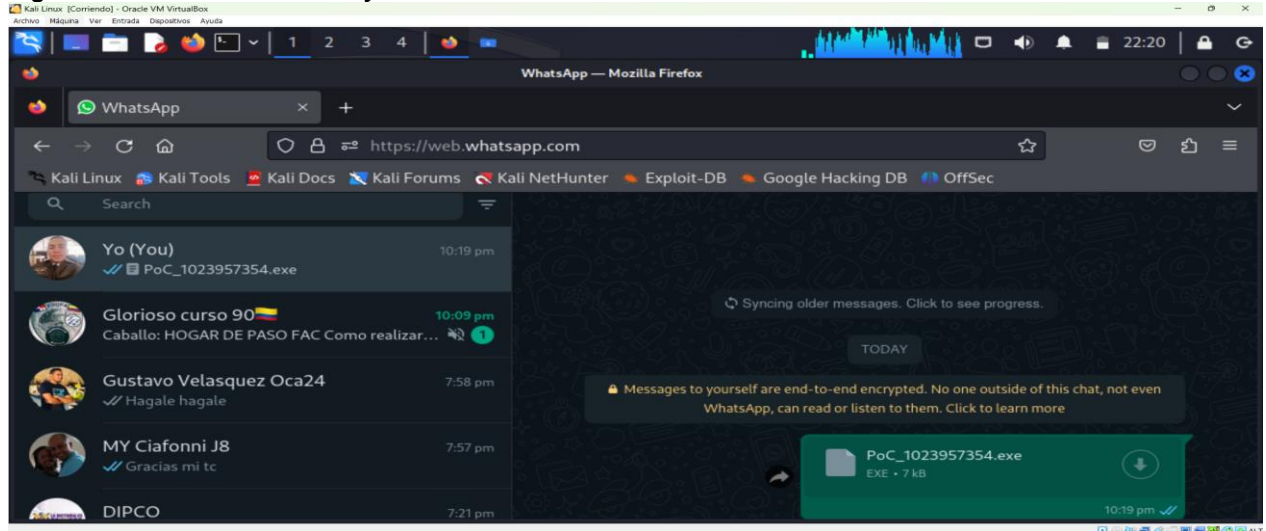 Kali Linux [Corriendo] - Oracle VM VirtualBox
Archivo Máquina Ver Entrada Dispositivos Ayuda
1 2 3 4 22:20
WhatsApp — Mozilla Firefox
WhatsApp
https://web.whatsapp.com
Kali Linux Kali Tools Kali Docs Kali Forums Kali NetHunter Exploit-DB Google Hacking DB OffSec
Search
Yo (You) 10:19 pm
PoC_1023957354.exe
Glorioso curso 90🇨🇴 10:09 pm
Caballo: HOGAR DE PASO FAC Como realizar... 1
Gustavo Velasquez Oca24 7:58 pm
Hagale hagale
MY Ciafonni J8 7:57 pm
Gracias mi tc
DIPCO 7:21 pm
Syncing older messages. Click to see progress.
TODAY
Messages to yourself are end-to-end encrypted. No one outside of this chat, not even
WhatsApp, can read or listen to them. Click to learn more
PoC_1023957354.exe
EXE • 7 kB
10:19 pm